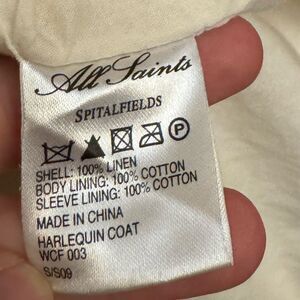 All Saints
SPITALFIELDS
P
SHELL: 100% LINEN
BODY LINING: 100% COTTON
SLEEVE LINING: 100% COTTON
MADE IN CHINA
HARLEQUIN COAT
WCF 003
S/S09